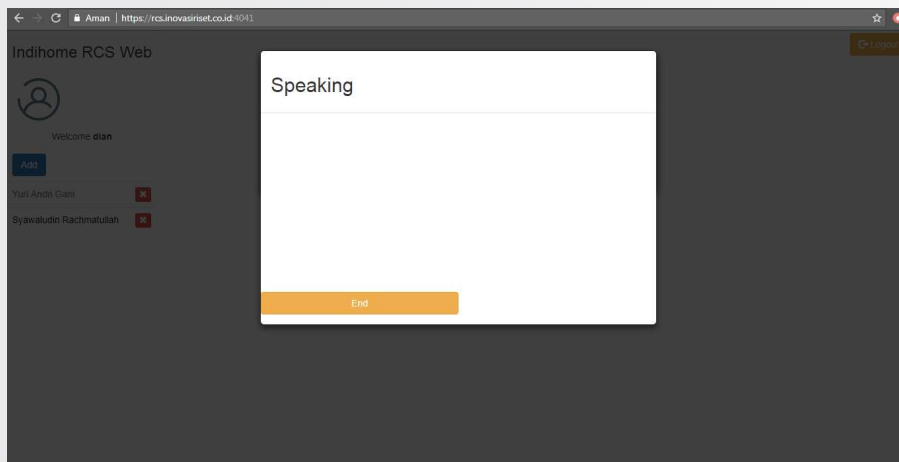 Aman | https://rcs.inovasiriset.co.id:4041
Indihome RCS Web
Logout
Welcome dian
Add
Yuri Andri Gani
Syawaludin Rachmatullah
Speaking
End